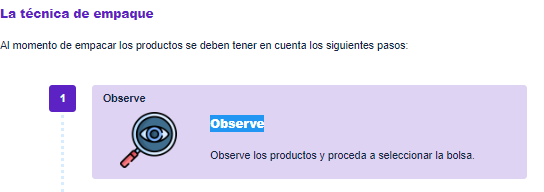 La técnica de empaque
Al momento de empacar los productos se deben tener en cuenta los siguientes pasos:
1
Observe
Observe
Observe los productos y proceda a seleccionar la bolsa.